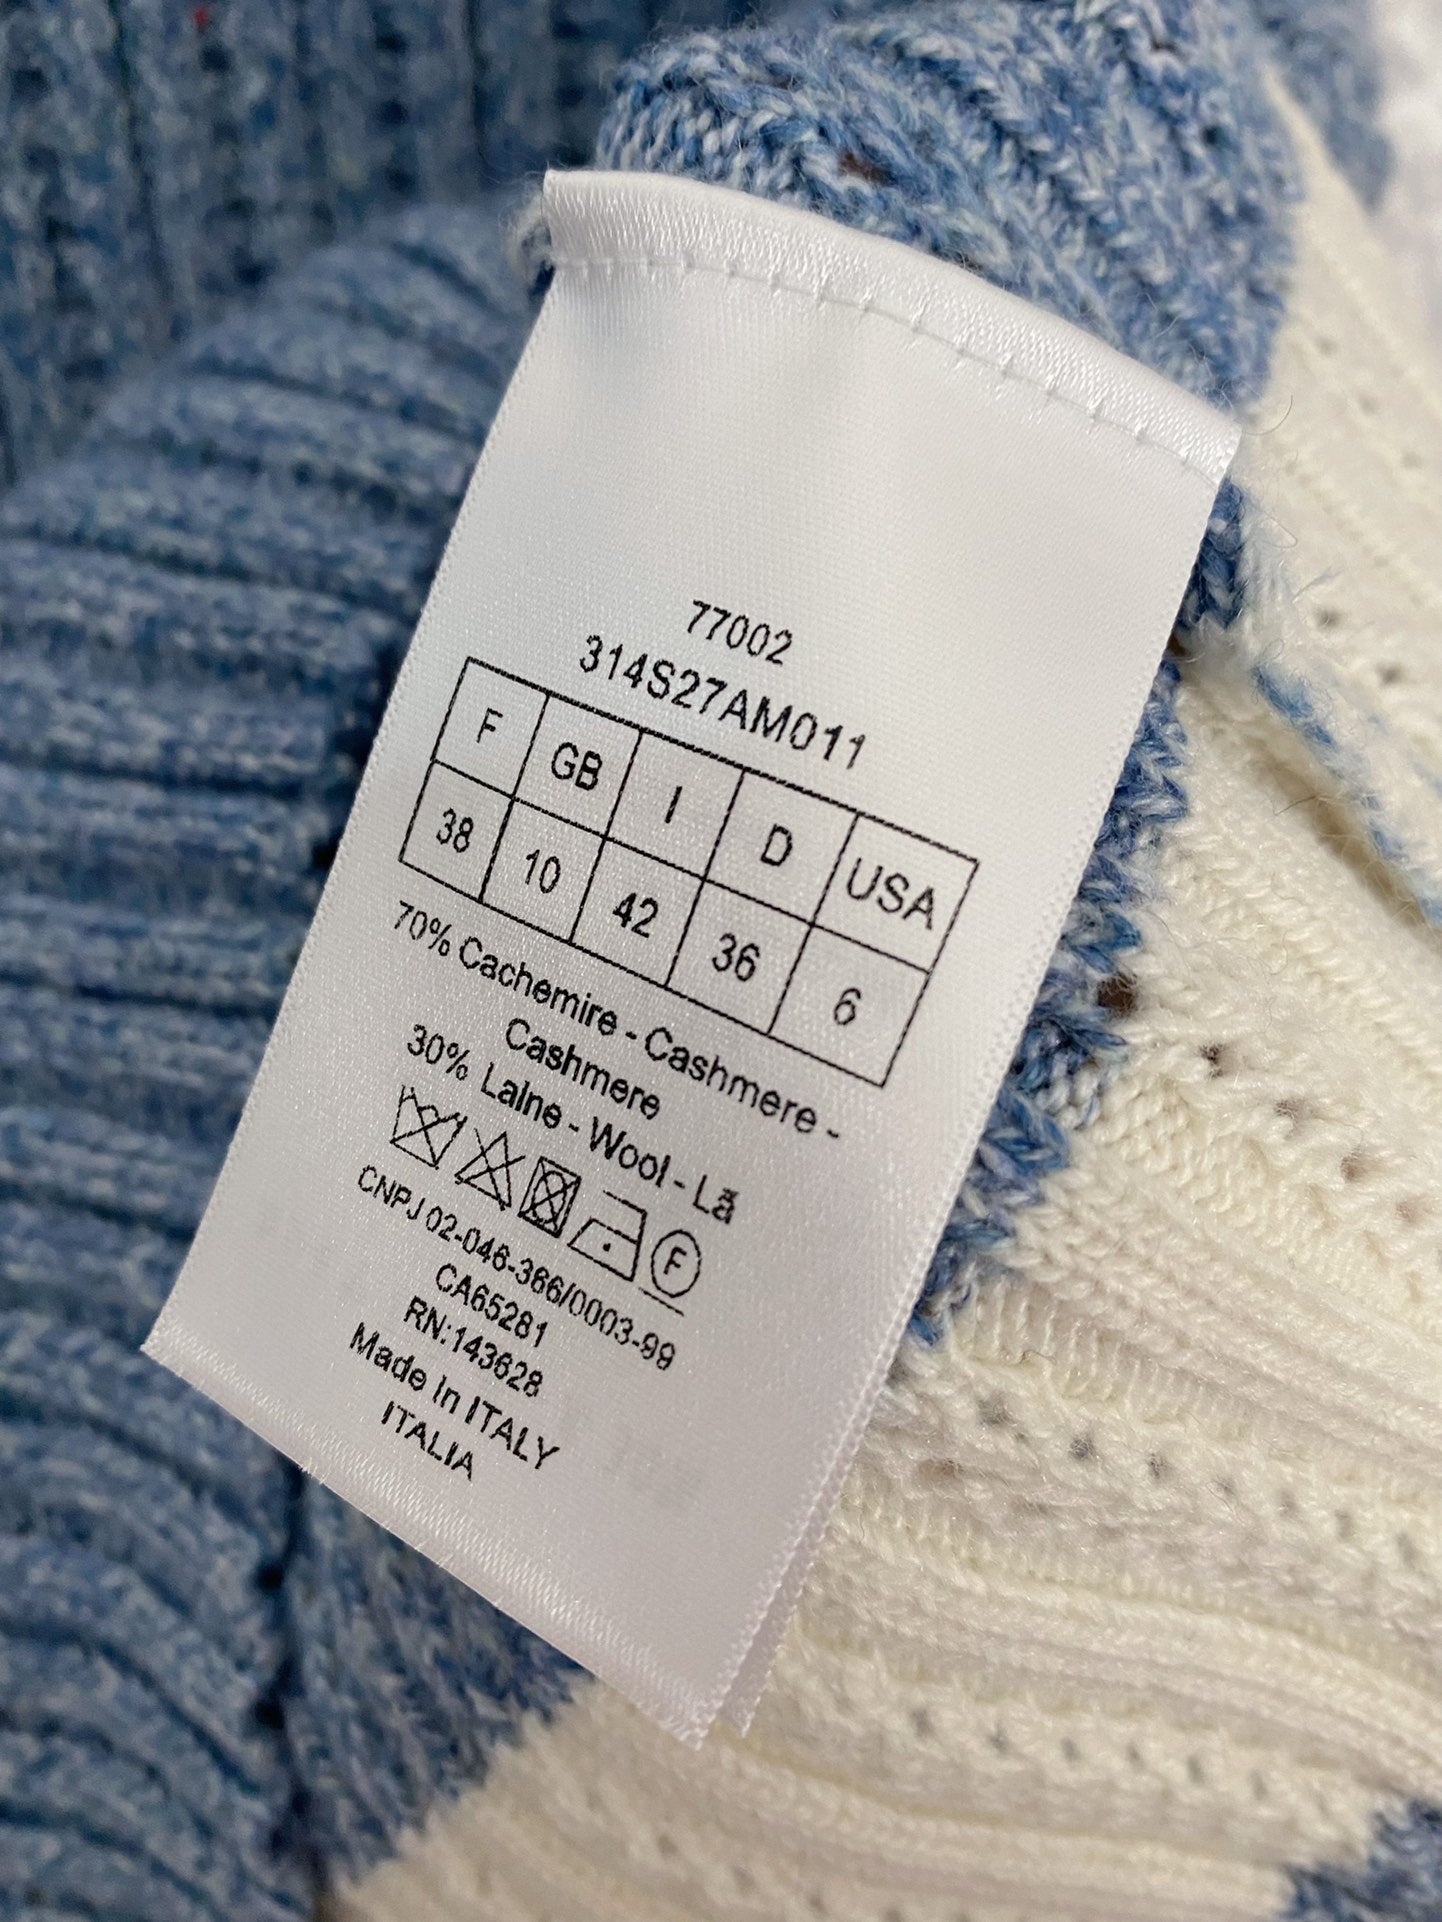 77002
314S27AM011
F GB I D USA
38 10 42 36 6
70% Cachemire - Cashmere -
Cashmere
30% Laine - Wool - Lã
F
CNPJ 02-046-366/0003-99
CA65281
RN:143628
Made in ITALY
ITALIA